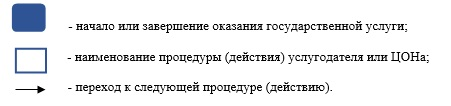 - начало или завершение оказания государственной услуги;
- наименование процедуры (действия) услугодателя или ЦОНа;
- переход к следующей процедуре (действию).